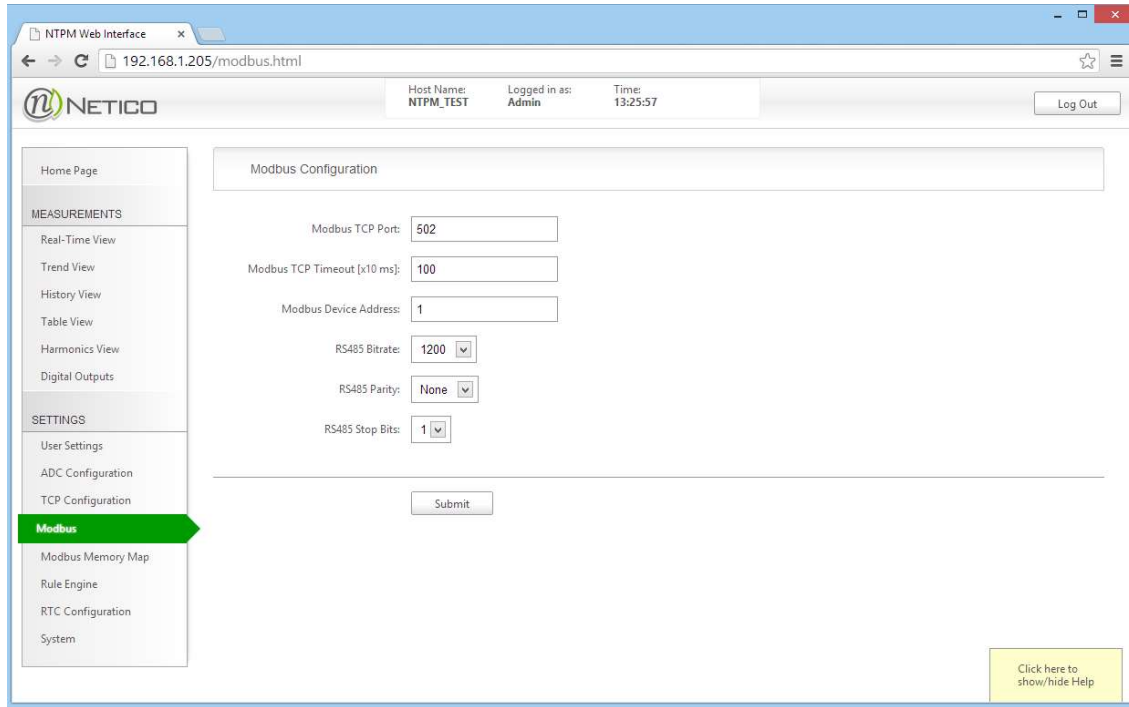 NTPM Web Interface
192.168.1.205/modbus.html
NETICO
Host Name:
NTPM_TEST
Logged in as:
Admin
Time:
13:25:57
Log Out
Home Page
MEASUREMENTS
Real-Time View
Trend View
History View
Table View
Harmonics View
Digital Outputs
SETTINGS
User Settings
ADC Configuration
TCP Configuration
Modbus
Modbus Memory Map
Rule Engine
RTC Configuration
System
Modbus Configuration
Modbus TCP Port: 502
Modbus TCP Timeout [x10 ms]: 100
Modbus Device Address: 1
RS485 Bitrate: 1200
RS485 Parity: None
RS485 Stop Bits: 1
Submit
Click here to
show/hide Help